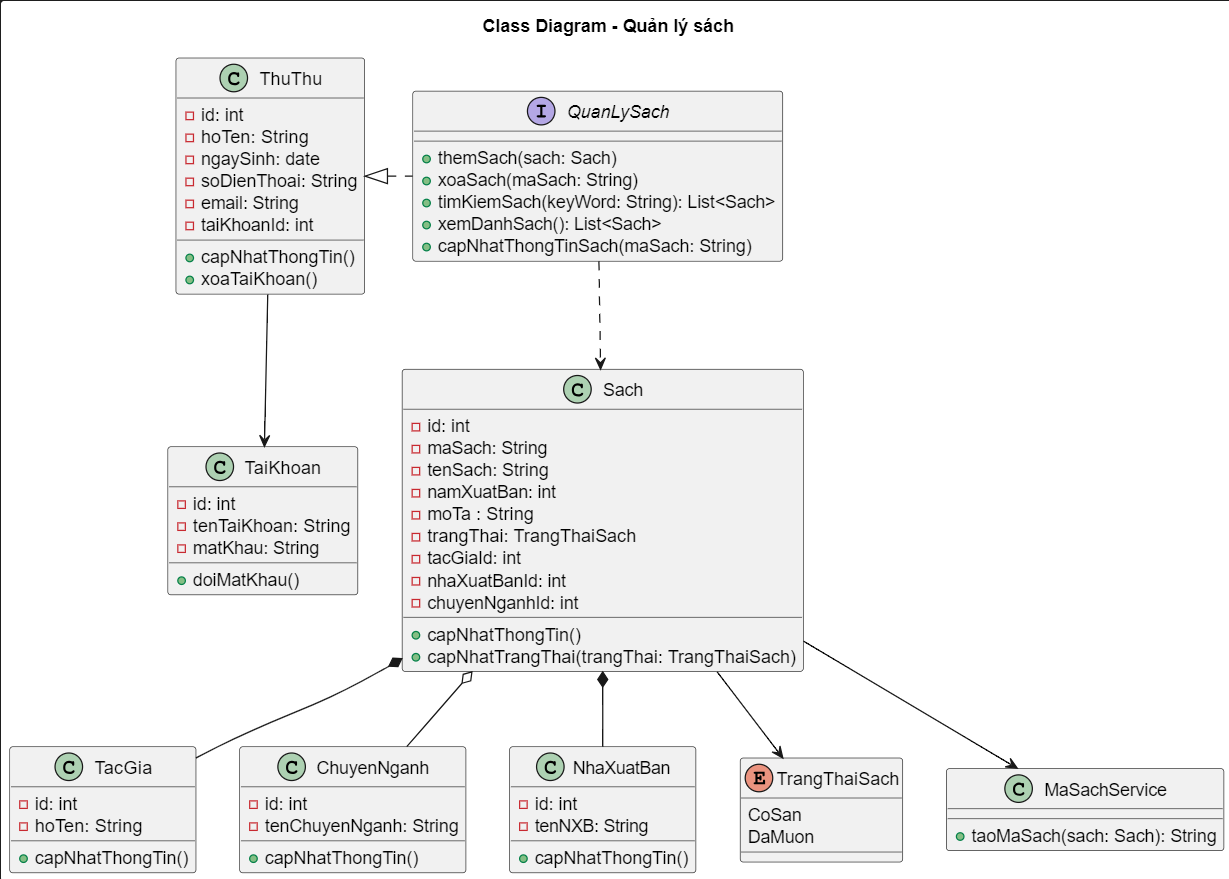 Class Diagram - Quản lý sách
C ThuThu
id: int
hoTen: String
ngaySinh: date
soDienThoai: String
email: String
taiKhoanId: int
capNhatThongTin()
xoaTaiKhoan()
I QuanLySach
themSach(sach: Sach)
xoaSach(maSach: String)
timKiemSach(keyWord: String): List<Sach>
xemDanhSach(): List<Sach>
capNhatThongTinSach(maSach: String)
C Sach
id: int
maSach: String
tenSach: String
namXuatBan: int
moTa : String
trangThai: TrangThaiSach
tacGiaId: int
nhaXuatBanId: int
chuyenNganhId: int
capNhatThongTin()
capNhatTrangThai(trangThai: TrangThaiSach)
C TaiKhoan
id: int
tenTaiKhoan: String
matKhau: String
doiMatKhau()
C TacGia
id: int
hoTen: String
capNhatThongTin()
C ChuyenNganh
id: int
tenChuyenNganh: String
capNhatThongTin()
C NhaXuatBan
id: int
tenNXB: String
capNhatThongTin()
E TrangThaiSach
CoSan
DaMuon
C MaSachService
taoMaSach(sach: Sach): String